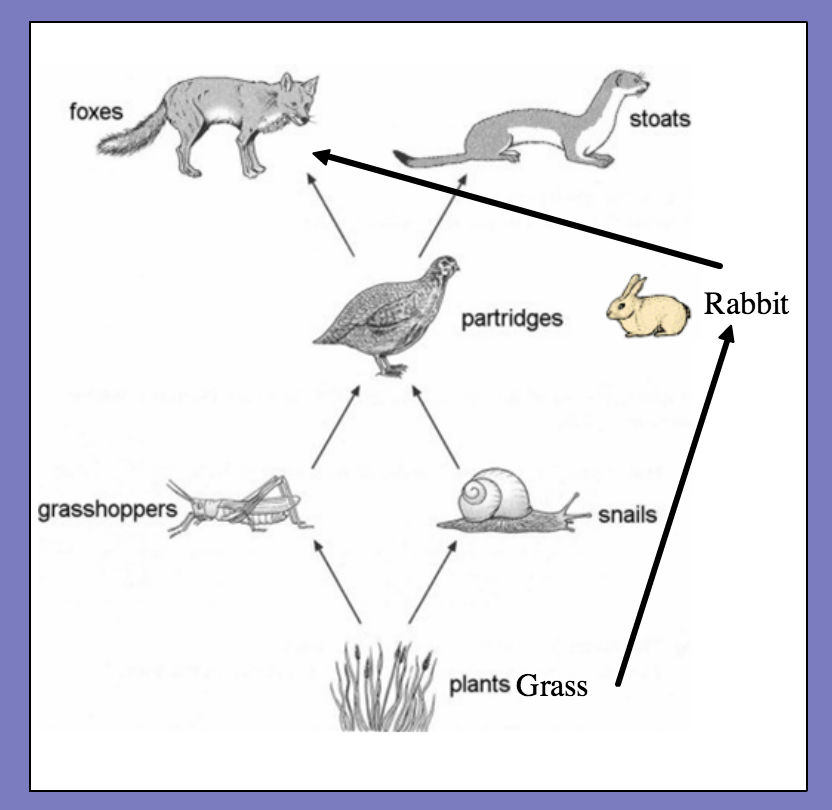 foxes
stoats
Rabbit
partridges
grasshoppers
snails
plants Grass